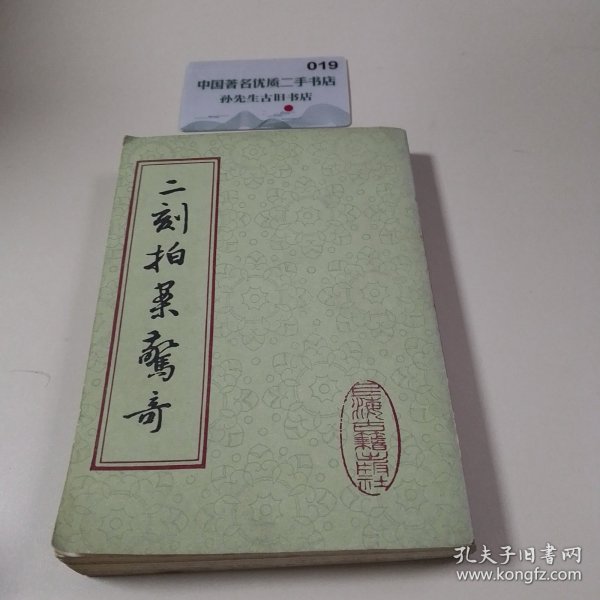 019
中国著名优质二手书店
孙先生古旧书店
二刻拍案驚奇
上海古籍出版社
孔夫子旧书网
www.kongfz.com